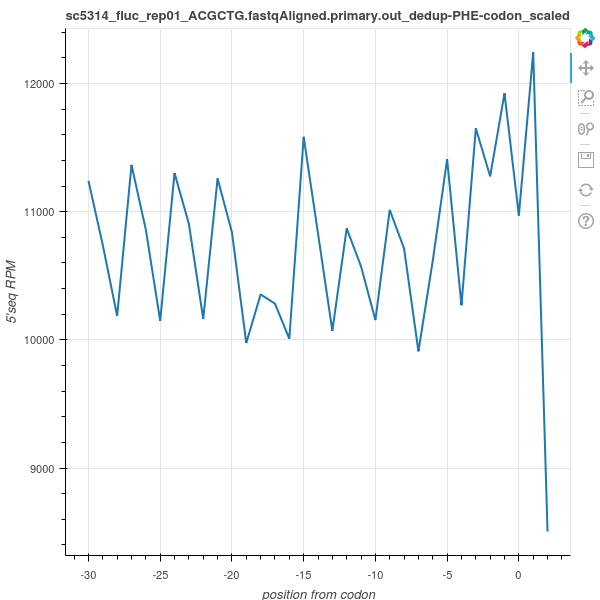 sc5314_fluc_rep01_ACGCTG.fastqAligned.primary.out_dedup-PHE-codon_scaled
12000
11000
10000
9000
5'seq RPM
-30 -25 -20 -15 -10 -5 0
position from codon